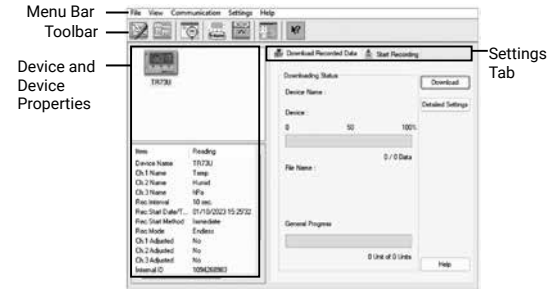 Menu Bar
File View Communication Settings Help
Toolbar
Device and
Device
Properties
TR73U
Item Reading
Device Name TR73U
Ch.1 Name Temp
Ch.2 Name Humid
Ch.3 Name hPa
Rec.Interval 10 sec.
Rec.Start Date/T... 01/10/2023 15:25:32
Rec.Start Method Immediate
Rec.Mode Endless
Ch.1 Adjusted No
Ch.2 Adjusted No
Ch.3 Adjusted No
Internal ID
Download Recorded Data Start Recording
Settings
Tab
Downloading Status
Device Name :
Device :
0 50 100%
0 / 0 Data
File Name :
General Progress
0 Unit of 0 Units
Download
Detailed Settings
Help